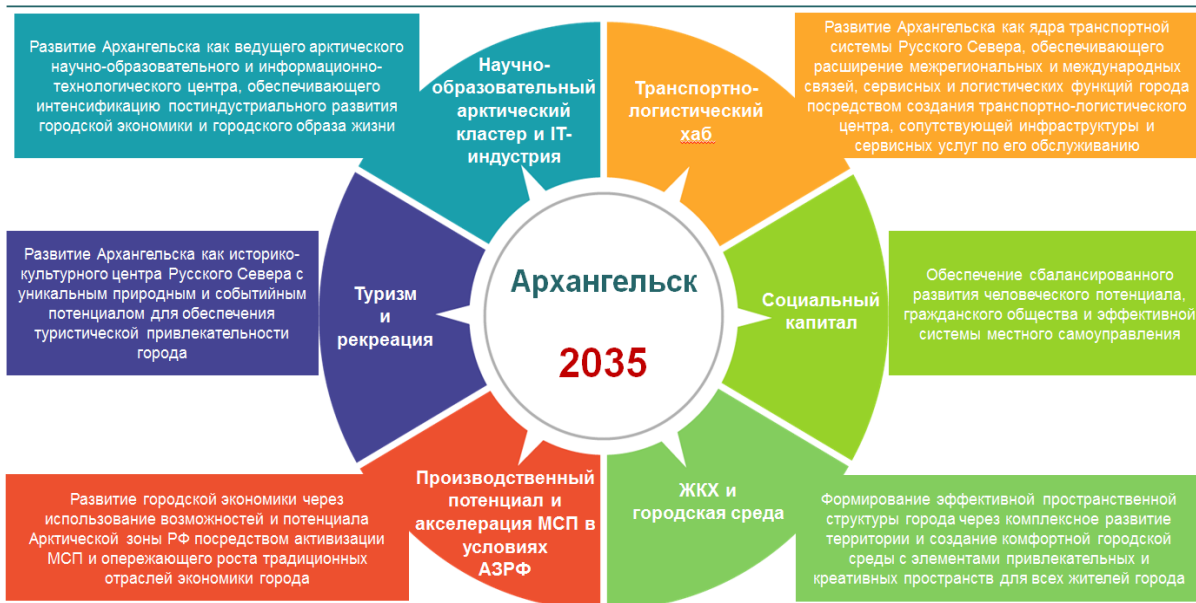 Развитие Архангельска как ведущего арктического
научно-образовательного и информационно-
технологического центра, обеспечивающего
интенсификацию постиндустриального развития
городской экономики и городского образа жизни
Научно-
образовательный
арктический
кластер и IT-
индустрия
Транспортно-
логистический
хаб
Развитие Архангельска как ядра транспортной
системы Русского Севера, обеспечивающего
расширение межрегиональных и международных
связей, сервисных и логистических функций города
посредством создания транспортно-логистического
центра, сопутствующей инфраструктуры и
сервисных услуг по его обслуживанию
Развитие Архангельска как историко-
культурного центра Русского Севера с
уникальным природным и событийным
потенциалом для обеспечения
туристической привлекательности
города
Туризм
и
рекреация
Архангельск
2035
Социальный
капитал
Обеспечение сбалансированного
развития человеческого потенциала,
гражданского общества и эффективной
системы местного самоуправления
Развитие городской экономики через
использование возможностей и потенциала
Арктической зоны РФ посредством активизации
МСП и опережающего роста традиционных
отраслей экономики города
Производственный
потенциал и
акселерация МСП в
условиях
АЗРФ
ЖКХ и
городская среда
Формирование эффективной пространственной
структуры города через комплексное развитие
территории и создание комфортной городской
среды с элементами привлекательных и
креативных пространств для всех жителей города